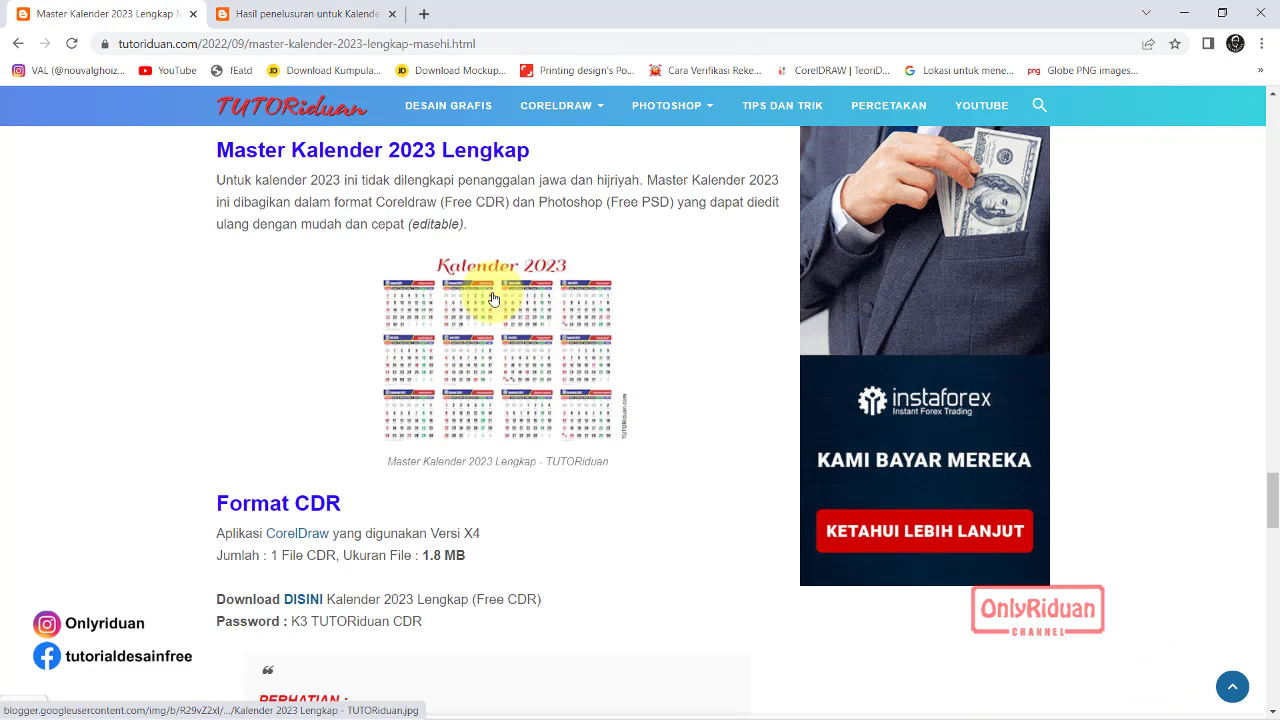 Master Kalender 2023 Lengkap M
Hasil untuk tutoriduan
tutoriduan.com/2022/09/master-kalender-2023-lengkap-masehi.html
VAL (@nouvalghoiz...
YouTube
fEatd
Download Kumpula...
Download Mockup...
Printing design's Po...
Cara Verifikasi Reke...
CorelDRAW | TeoriD...
Lokasi untuk mene...
Globe PNG images...
TUTORiduan
DESAIN GRAFIS
CORELDRAW
PHOTOSHOP
TIPS DAN TRIK
PERCETAKAN
YOUTUBE
Master Kalender 2023 Lengkap
Untuk kalender 2023 ini tidak dilengkapi penanggalan jawa dan hijriyah. Master Kalender 2023
ini dibagikan dalam format Coreldraw (Free CDR) dan Photoshop (Free PSD) yang dapat diedit
ulang dengan mudah dan cepat (editable).
Kalender 2023
TUTORiduan.com
Master Kalender 2023 Lengkap - TUTORiduan
Format CDR
Aplikasi CorelDraw yang digunakan Versi X4
Jumlah : 1 File CDR, Ukuran File : 1.8 MB
Download DISINI Kalender 2023 Lengkap (Free CDR)
Password : K3 TUTORiduan CDR
PERHATIAN :
instaforex
Instant Forex Trading
KAMI BAYAR MEREKA
KETAHUI LEBIH LANJUT
OnlyRiduan
CHANNEL
Onlyriduan
tutorialdesainfree
blogger.googleusercontent.com/img/b/R29vZ2xl/.../Kalender 2023 Lengkap - TUTORiduan.jpg